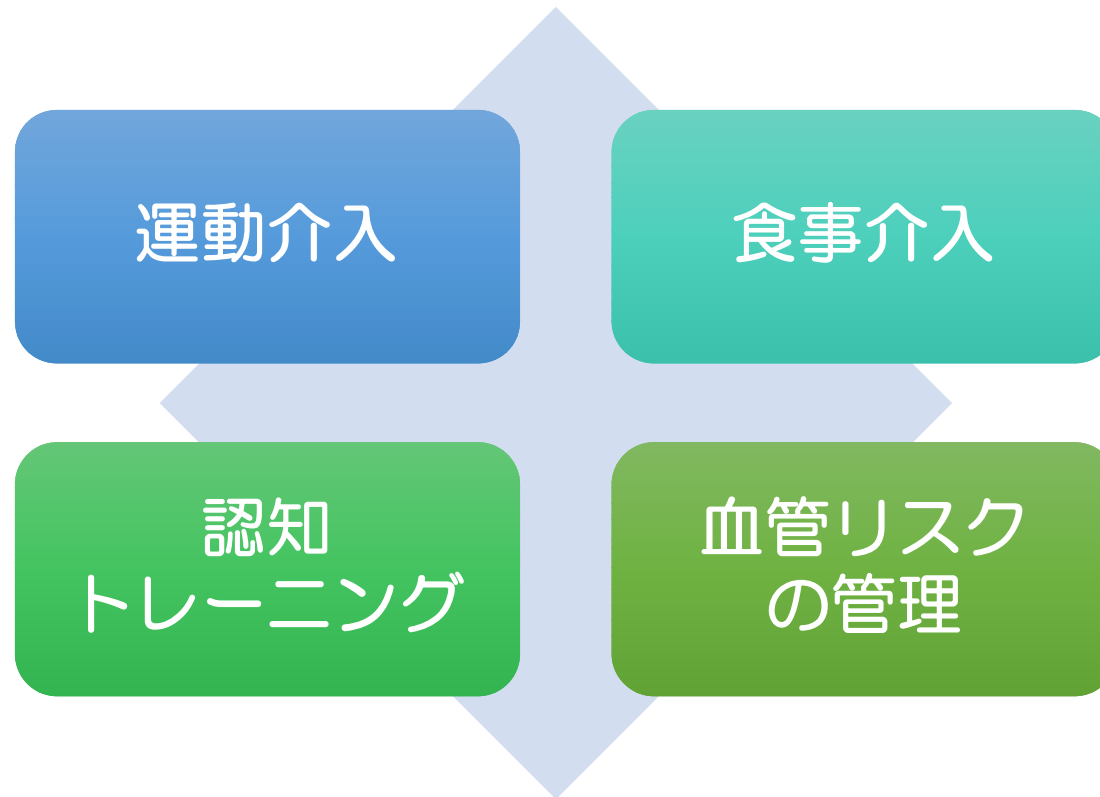 運動介入
食事介入
認知
トレーニング
血管リスク
の管理